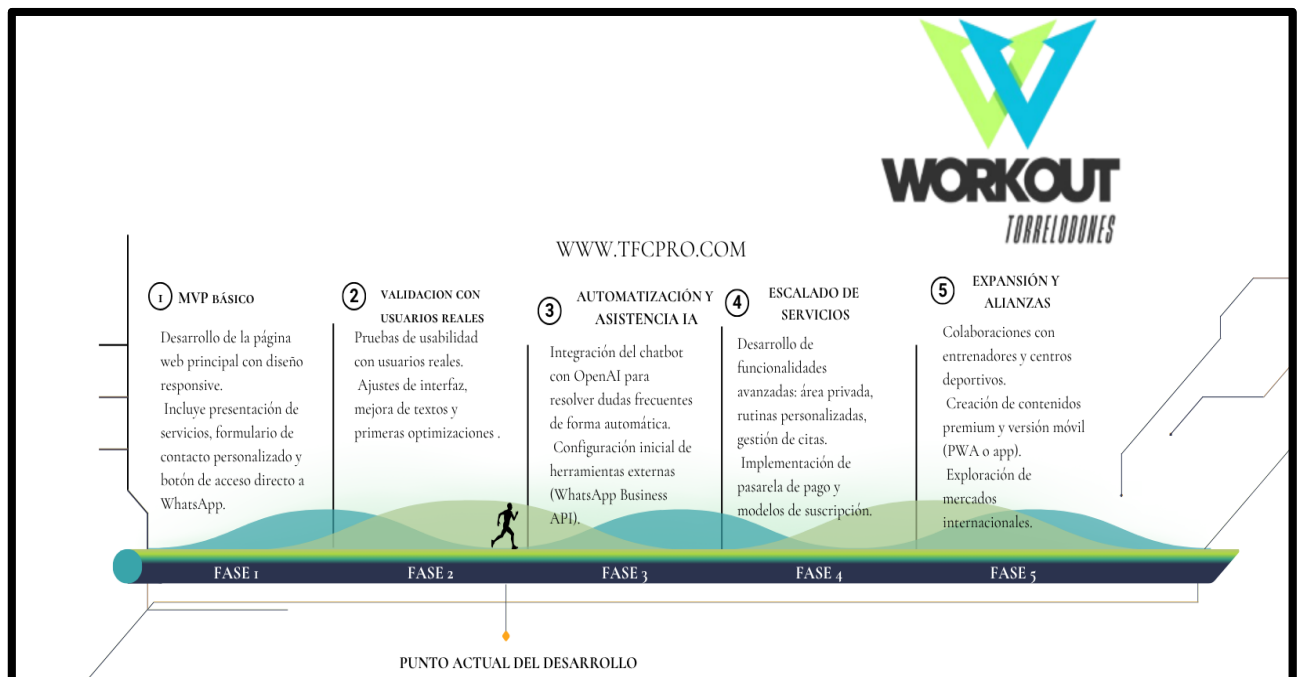 WORKOUT
TORRELODONES
WWW.TFCPRO.COM
1 MVP BÁSICO
Desarrollo de la página
web principal con diseño
responsive.
Incluye presentación de
servicios, formulario de
contacto personalizado y
botón de acceso directo a
WhatsApp.
2 VALIDACION CON
USUARIOS REALES
Pruebas de usabilidad
con usuarios reales.
Ajustes de interfaz,
mejora de textos y
primeras optimizaciones .
3 AUTOMATIZACIÓN Y
ASISTENCIA IA
Integración del chatbot
con OpenAI para
resolver dudas frecuentes
de forma automática.
Configuración inicial de
herramientas externas
(WhatsApp Business
API).
4 ESCALADO DE
SERVICIOS
Desarrollo de
funcionalidades
avanzadas: área privada,
rutinas personalizadas,
gestión de citas.
Implementación de
pasarela de pago y
modelos de suscripción.
5 EXPANSIÓN Y
ALIANZAS
Colaboraciones con
entrenadores y centros
deportivos.
Creación de contenidos
premium y versión móvil
(PWA o app).
Exploración de
mercados
internacionales.
FASE 1
FASE 2
FASE 3
FASE 4
FASE 5
PUNTO ACTUAL DEL DESARROLLO